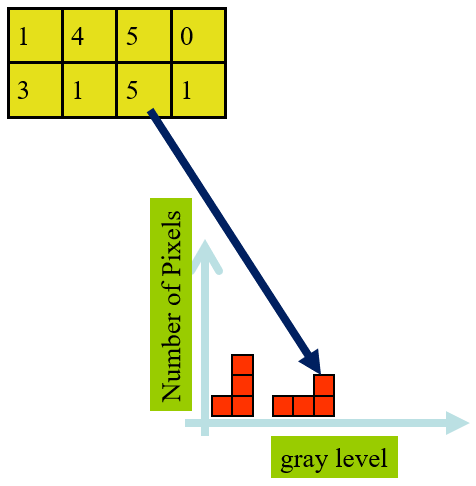 1 4 5 0
3 1 5 1
Number of Pixels
gray level